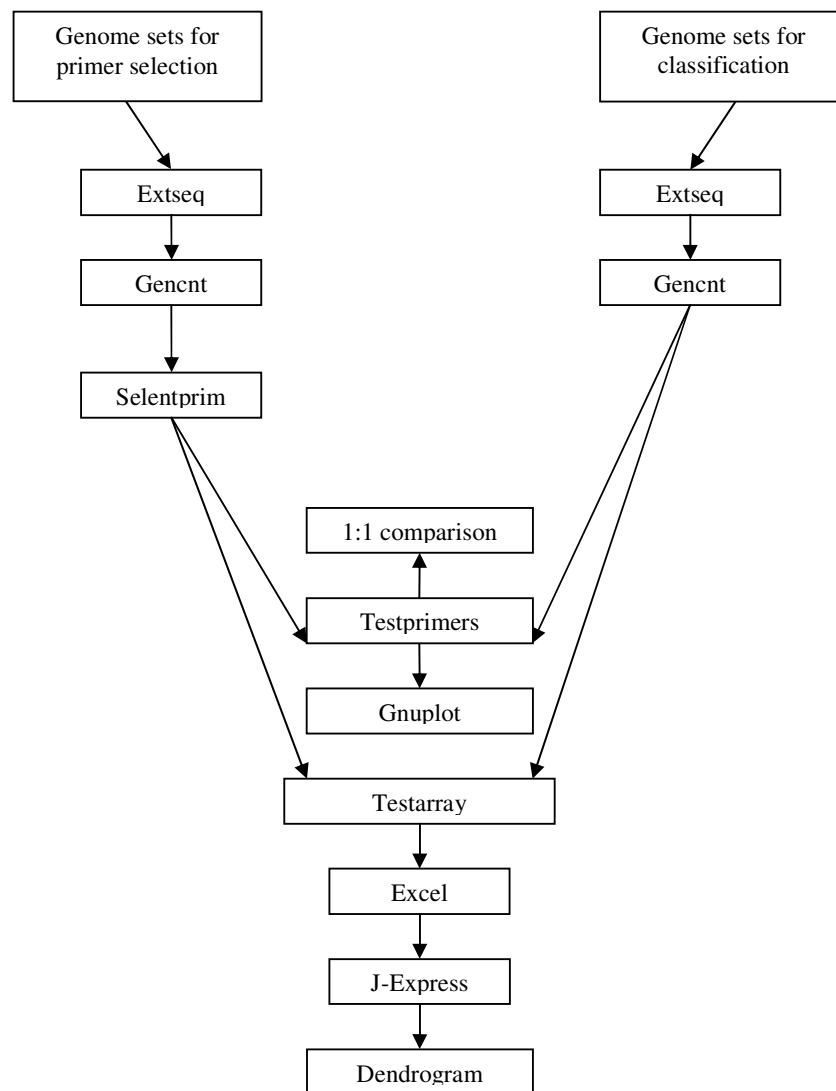 Genome sets for
primer selection
Genome sets for
classification
Extseq
Extseq
Gencnt
Gencnt
Selentprim
1:1 comparison
Testprimers
Gnuplot
Testarray
Excel
J-Express
Dendrogram